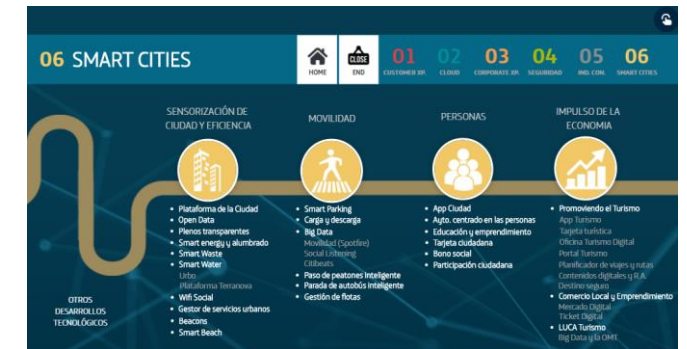 06 SMART CITIES
HOME
CLOSE
END
01
CUSTOMER XP.
02
CLOUD
03
CORPORATE XP.
04
SEGURIDAD
05
ING. CON.
06
SMART CITIES
SENSORIZACIÓN DE
CIUDAD Y EFICIENCIA
• Plataforma de la Ciudad
• Open Data
• Plenos transparentes
• Smart energy y alumbrado
• Smart Waste
• Smart Water
Urbo
Plataforma Terranova
• Wifi Social
• Gestor de servicios urbanos
• Beacons
• Smart Beach
MOVILIDAD
• Smart Parking
• Carga y descarga
• Big Data
Movilidad (Spotfire)
Social Listening
Citibeats
• Paso de peatones Inteligente
• Parada de autobús inteligente
• Gestión de flotas
PERSONAS
• App Ciudad
• Ayto. centrado en las personas
• Educación y emprendimiento
• Tarjeta ciudadana
• Bono social
• Participación ciudadana
IMPULSO DE LA
ECONOMIA
• Promoviendo el Turismo
App Turismo
Tarjeta turística
Oficina Turismo Digital
Portal Turismo
Planificador de viajes y rutas
Contenidos digitales y R.A.
Destino seguro
• Comercio Local y Emprendimiento
Mercado Digital
Ticket Digital
• LUCA Turismo
Big Data y la OMT
OTROS
DESARROLLOS
TECNOLÓGICOS